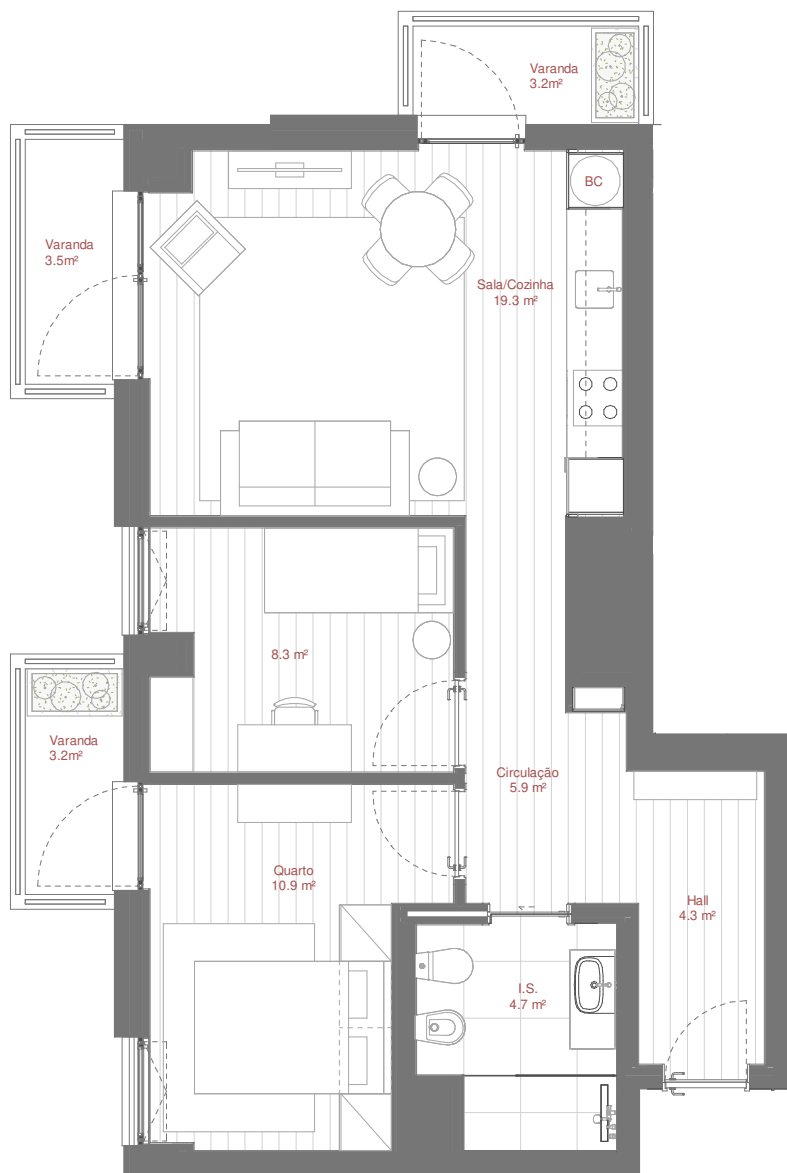 Varanda
3.2m²
BC
Varanda
3.5m²
Sala/Cozinha
19.3 m²
8.3 m²
Varanda
3.2m²
Circulação
5.9 m²
Quarto
10.9 m²
Hall
4.3 m²
I.S.
4.7 m²